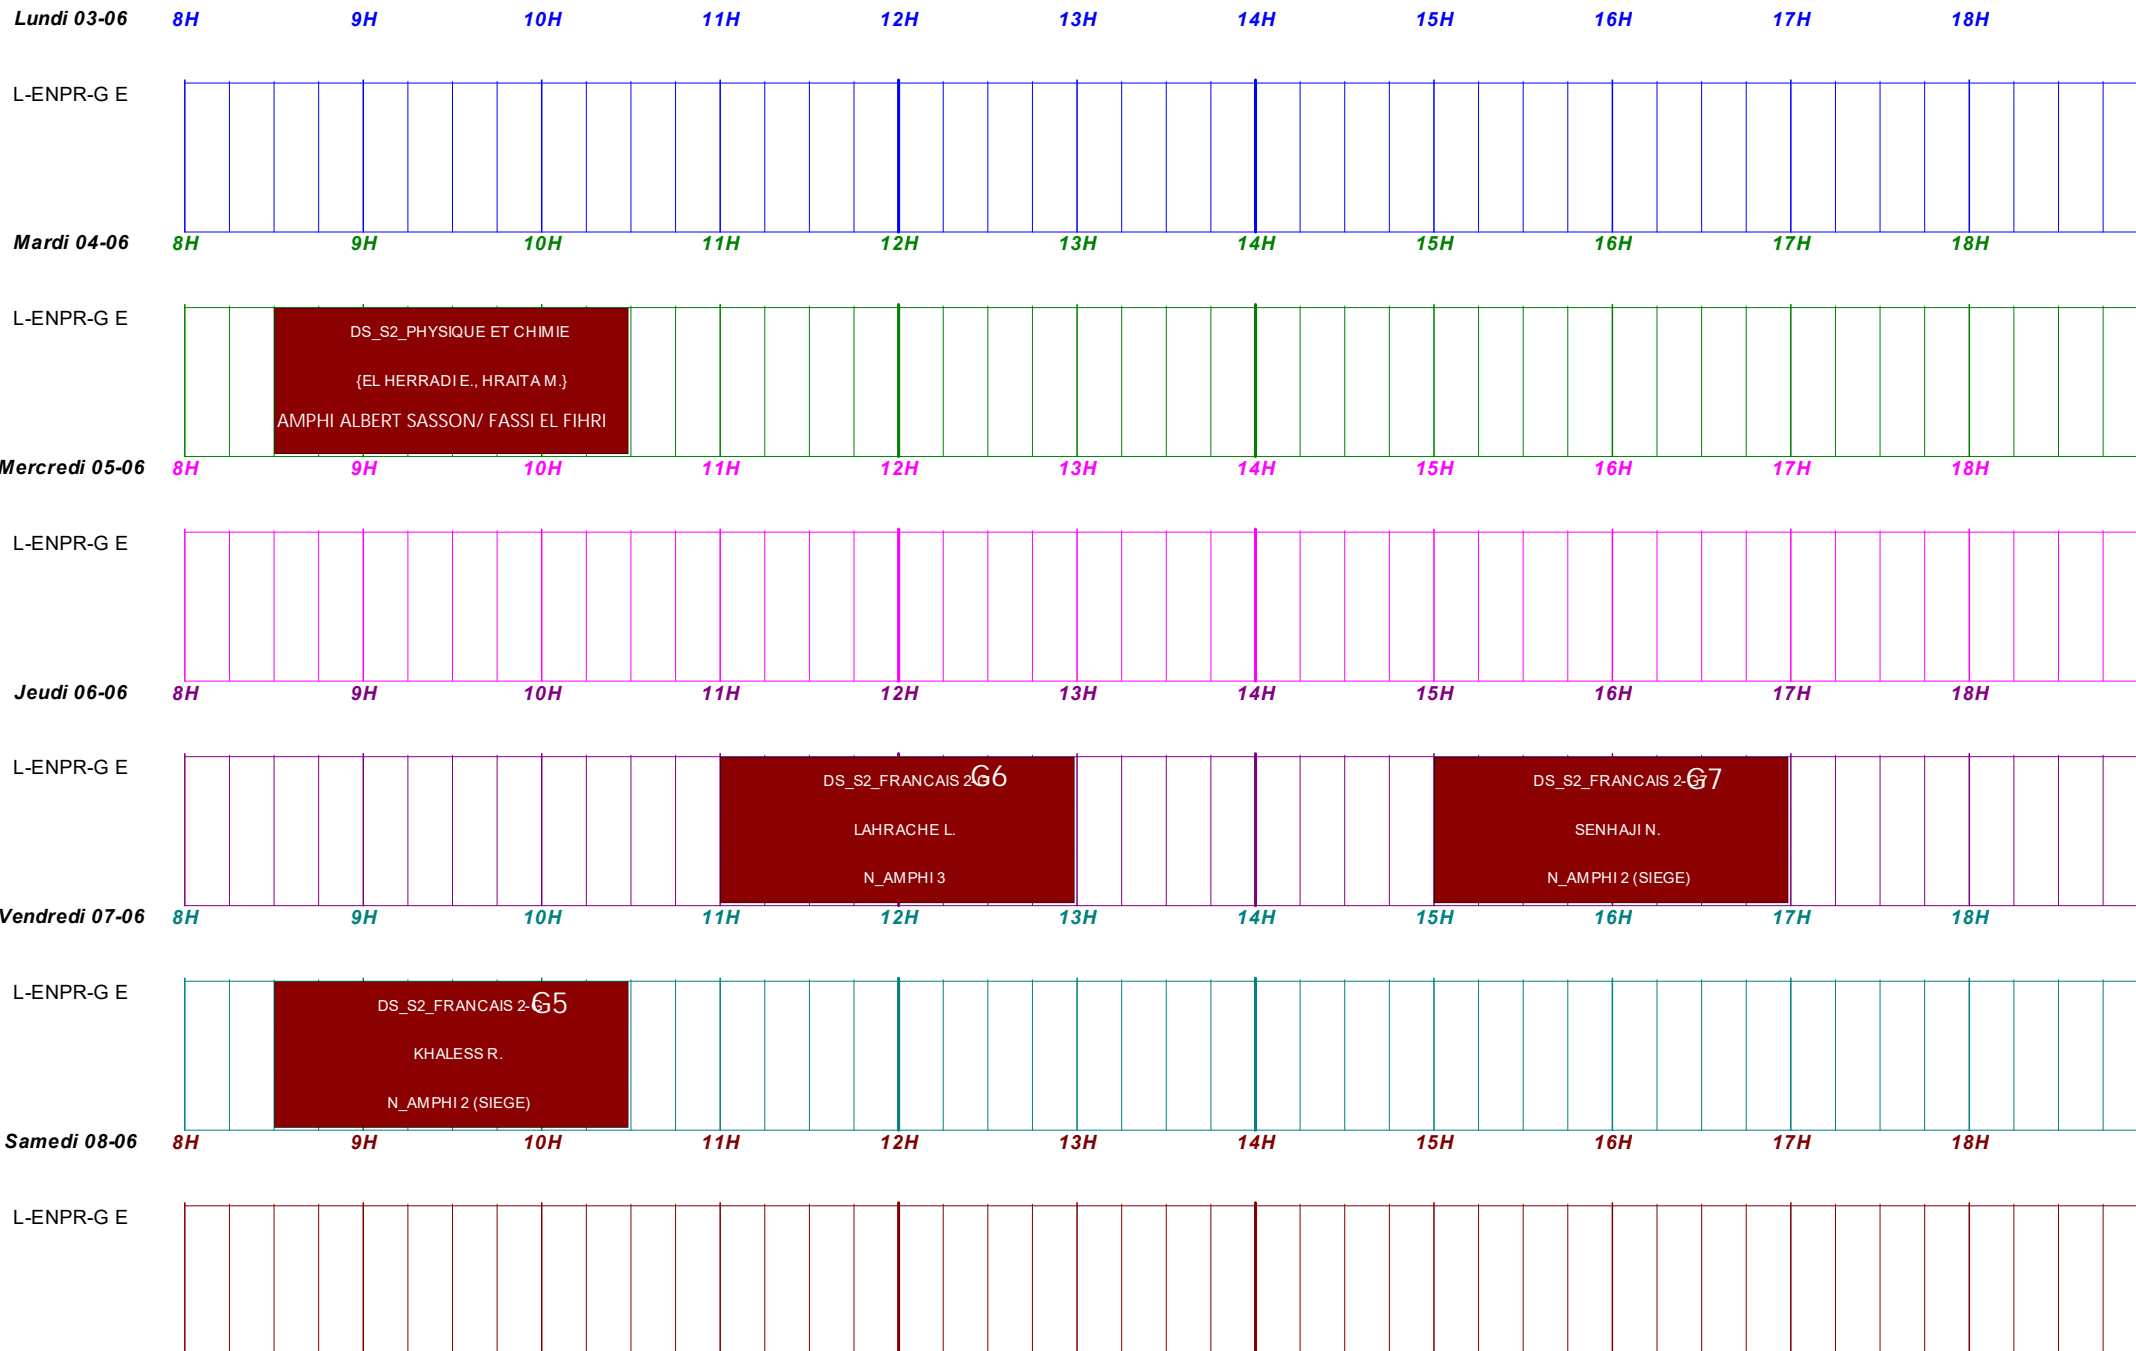 Lundi 03-06 8H 9H 10H 11H 12H 13H 14H 15H 16H 17H 18H
L-ENPR-G E
Mardi 04-06 8H 9H 10H 11H 12H 13H 14H 15H 16H 17H 18H
L-ENPR-G E
DS_S2_PHYSIQUE ET CHIMIE
{EL HERRADI E., HRAITA M.}
AMPHI ALBERT SASSON/ FASSI EL FIHRI
Mercredi 05-06 8H 9H 10H 11H 12H 13H 14H 15H 16H 17H 18H
L-ENPR-G E
Jeudi 06-06 8H 9H 10H 11H 12H 13H 14H 15H 16H 17H 18H
L-ENPR-G E
DS_S2_FRANCAIS 2-G6
LAHRACHE L.
N_AMPHI 3
DS_S2_FRANCAIS 2-G7
SENHAJI N.
N_AMPHI 2 (SIEGE)
Vendredi 07-06 8H 9H 10H 11H 12H 13H 14H 15H 16H 17H 18H
L-ENPR-G E
DS_S2_FRANCAIS 2-G5
KHALESS R.
N_AMPHI 2 (SIEGE)
Samedi 08-06 8H 9H 10H 11H 12H 13H 14H 15H 16H 17H 18H
L-ENPR-G E